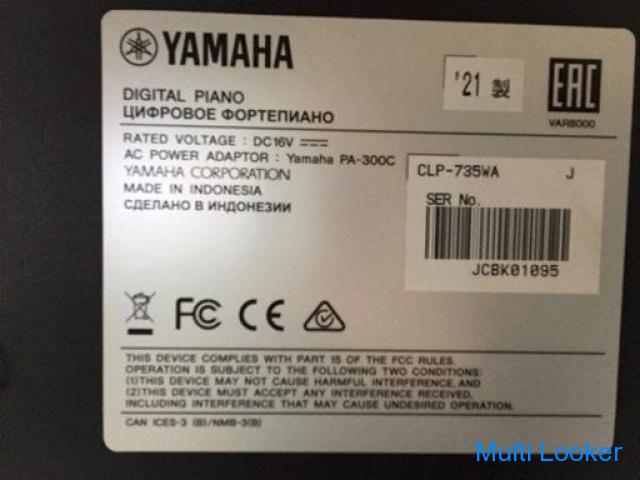 YAMAHA
'21 製
EAC
VAR8000
DIGITAL PIANO
ЦИФРОВОЕ ФОРТЕПИАНО
RATED VOLTAGE : DC16V
AC POWER ADAPTOR : Yamaha PA-300C
YAMAHA CORPORATION
MADE IN INDONESIA
СДЕЛАНО В ИНДОНЕЗИИ
CLP-735WA J
SER No.
JCBK01095
FC CE
THIS DEVICE COMPLIES WITH PART 15 OF THE FCC RULES.
OPERATION IS SUBJECT TO THE FOLLOWING TWO CONDITIONS:
(1)THIS DEVICE MAY NOT CAUSE HARMFUL INTERFERENCE, AND
(2)THIS DEVICE MUST ACCEPT ANY INTERFERENCE RECEIVED,
INCLUDING INTERFERENCE THAT MAY CAUSE UNDESIRED OPERATION.
CAN ICES-3 (B)/NMB-3(B)
Multi Looker